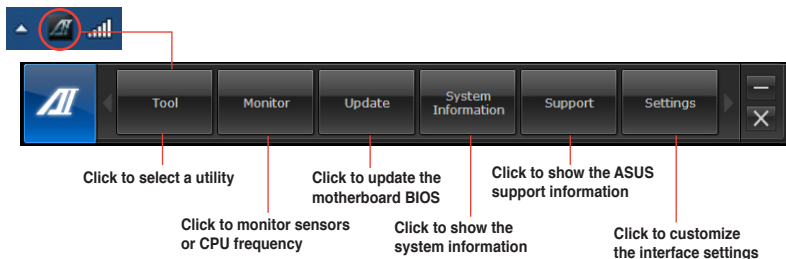 AI
Tool
Monitor
Update
System
Information
Support
Settings
Click to select a utility
Click to update the
motherboard BIOS
Click to show the ASUS
support information
Click to monitor sensors
or CPU frequency
Click to show the
system information
Click to customize
the interface settings